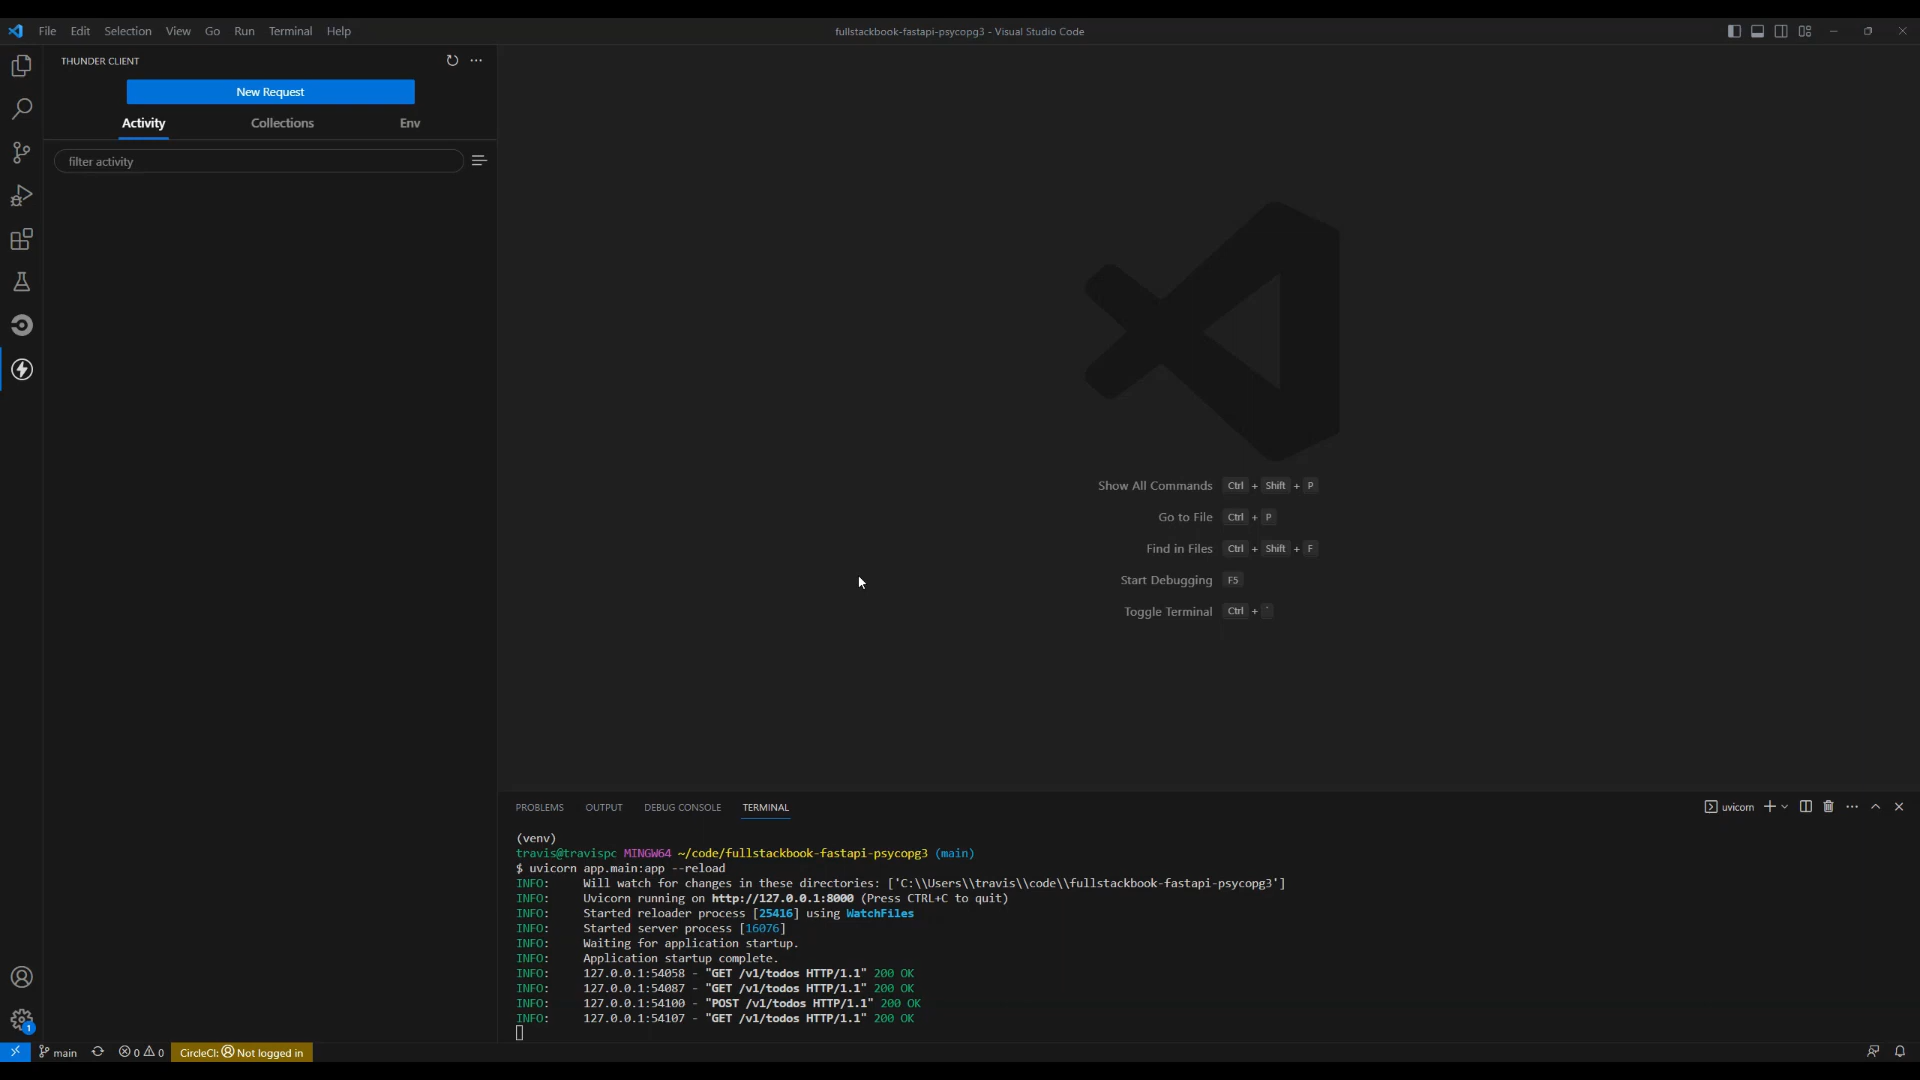 File Edit Selection View Go Run Terminal Help
fullstackbook-fastapi-psycopg3 - Visual Studio Code
THUNDER CLIENT
New Request
Activity Collections Env
filter activity
Show All Commands Ctrl + Shift + P
Go to File Ctrl + P
Find in Files Ctrl + Shift + F
Start Debugging F5
Toggle Terminal Ctrl + `
PROBLEMS OUTPUT DEBUG CONSOLE TERMINAL
uvicorn
(venv)
travis@travispc MINGW64 ~/code/fullstackbook-fastapi-psycopg3 (main)
$ uvicorn app.main:app --reload
INFO: Will watch for changes in these directories: ['C:\\Users\\travis\\code\\fullstackbook-fastapi-psycopg3']
INFO: Uvicorn running on http://127.0.0.1:8000 (Press CTRL+C to quit)
INFO: Started reloader process [25416] using WatchFiles
INFO: Started server process [16076]
INFO: Waiting for application startup.
INFO: Application startup complete.
INFO: 127.0.0.1:54058 - "GET /v1/todos HTTP/1.1" 200 OK
INFO: 127.0.0.1:54087 - "GET /v1/todos HTTP/1.1" 200 OK
INFO: 127.0.0.1:54100 - "POST /v1/todos HTTP/1.1" 200 OK
INFO: 127.0.0.1:54107 - "GET /v1/todos HTTP/1.1" 200 OK
1
main 0 0 CircleCI: Not logged in